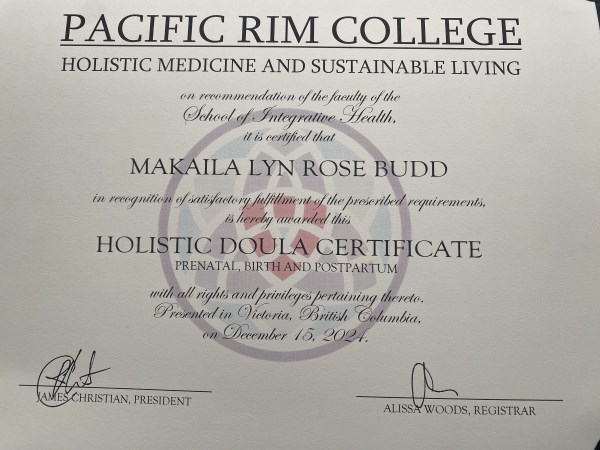 PACIFIC RIM COLLEGE
HOLISTIC MEDICINE AND SUSTAINABLE LIVING
on recommendation of the faculty of the
School of Integrative Health,
it is certified that
MAKAILA LYN ROSE BUDD
in recognition of satisfactory fulfillment of the prescribed requirements,
is hereby awarded this
HOLISTIC DOULA CERTIFICATE
PRENATAL, BIRTH AND POSTPARTUM
with all rights and privileges pertaining thereto.
Presented in Victoria, British Columbia,
on December 15, 2024.
JAMES CHRISTIAN, PRESIDENT
ALISSA WOODS, REGISTRAR